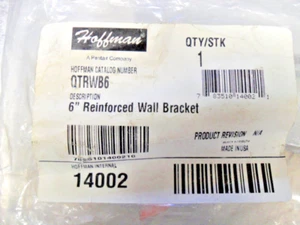 Hoffman
A Pentair Company
QTY/STK
1
HOFFMAN CATALOG NUMBER
QTRWB6
DESCRIPTION
6" Reinforced Wall Bracket
PRODUCT REVISION N/A
MADE IN USA
HOFFMAN INTERNAL
14002